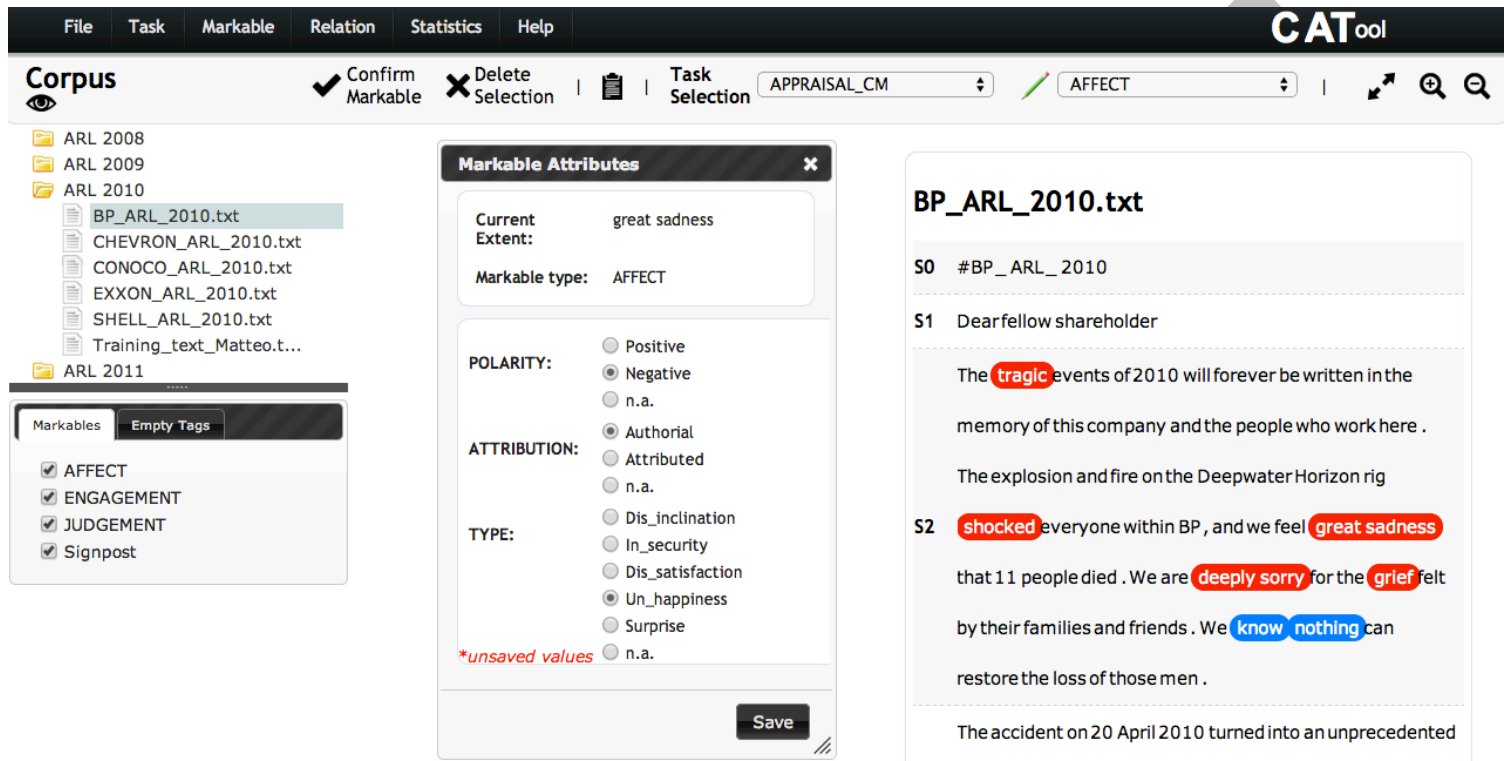 File Task Markable Relation Statistics Help CATool
Corpus
Confirm Markable
Delete Selection
|
|
Task Selection
APPRAISAL_CM
AFFECT
|
ARL 2008
ARL 2009
ARL 2010
BP_ARL_2010.txt
CHEVRON_ARL_2010.txt
CONOCO_ARL_2010.txt
EXXON_ARL_2010.txt
SHELL_ARL_2010.txt
Training_text_Matteo.t...
ARL 2011
Markables Empty Tags
AFFECT
ENGAGEMENT
JUDGEMENT
Signpost
Markable Attributes
Current Extent: great sadness
Markable type: AFFECT
POLARITY:
Positive
Negative
n.a.
ATTRIBUTION:
Authorial
Attributed
n.a.
TYPE:
Dis_inclination
In_security
Dis_satisfaction
Un_happiness
Surprise
n.a.
*unsaved values
Save
BP_ARL_2010.txt
S0 #BP_ ARL_ 2010
S1 Dear fellow shareholder
The tragic events of 2010 will forever be written in the
memory of this company and the people who work here .
The explosion and fire on the Deepwater Horizon rig
S2 shocked everyone within BP , and we feel great sadness
that 11 people died . We are deeply sorry for the grief felt
by their families and friends . We know nothing can
restore the loss of those men .
The accident on 20 April 2010 turned into an unprecedented